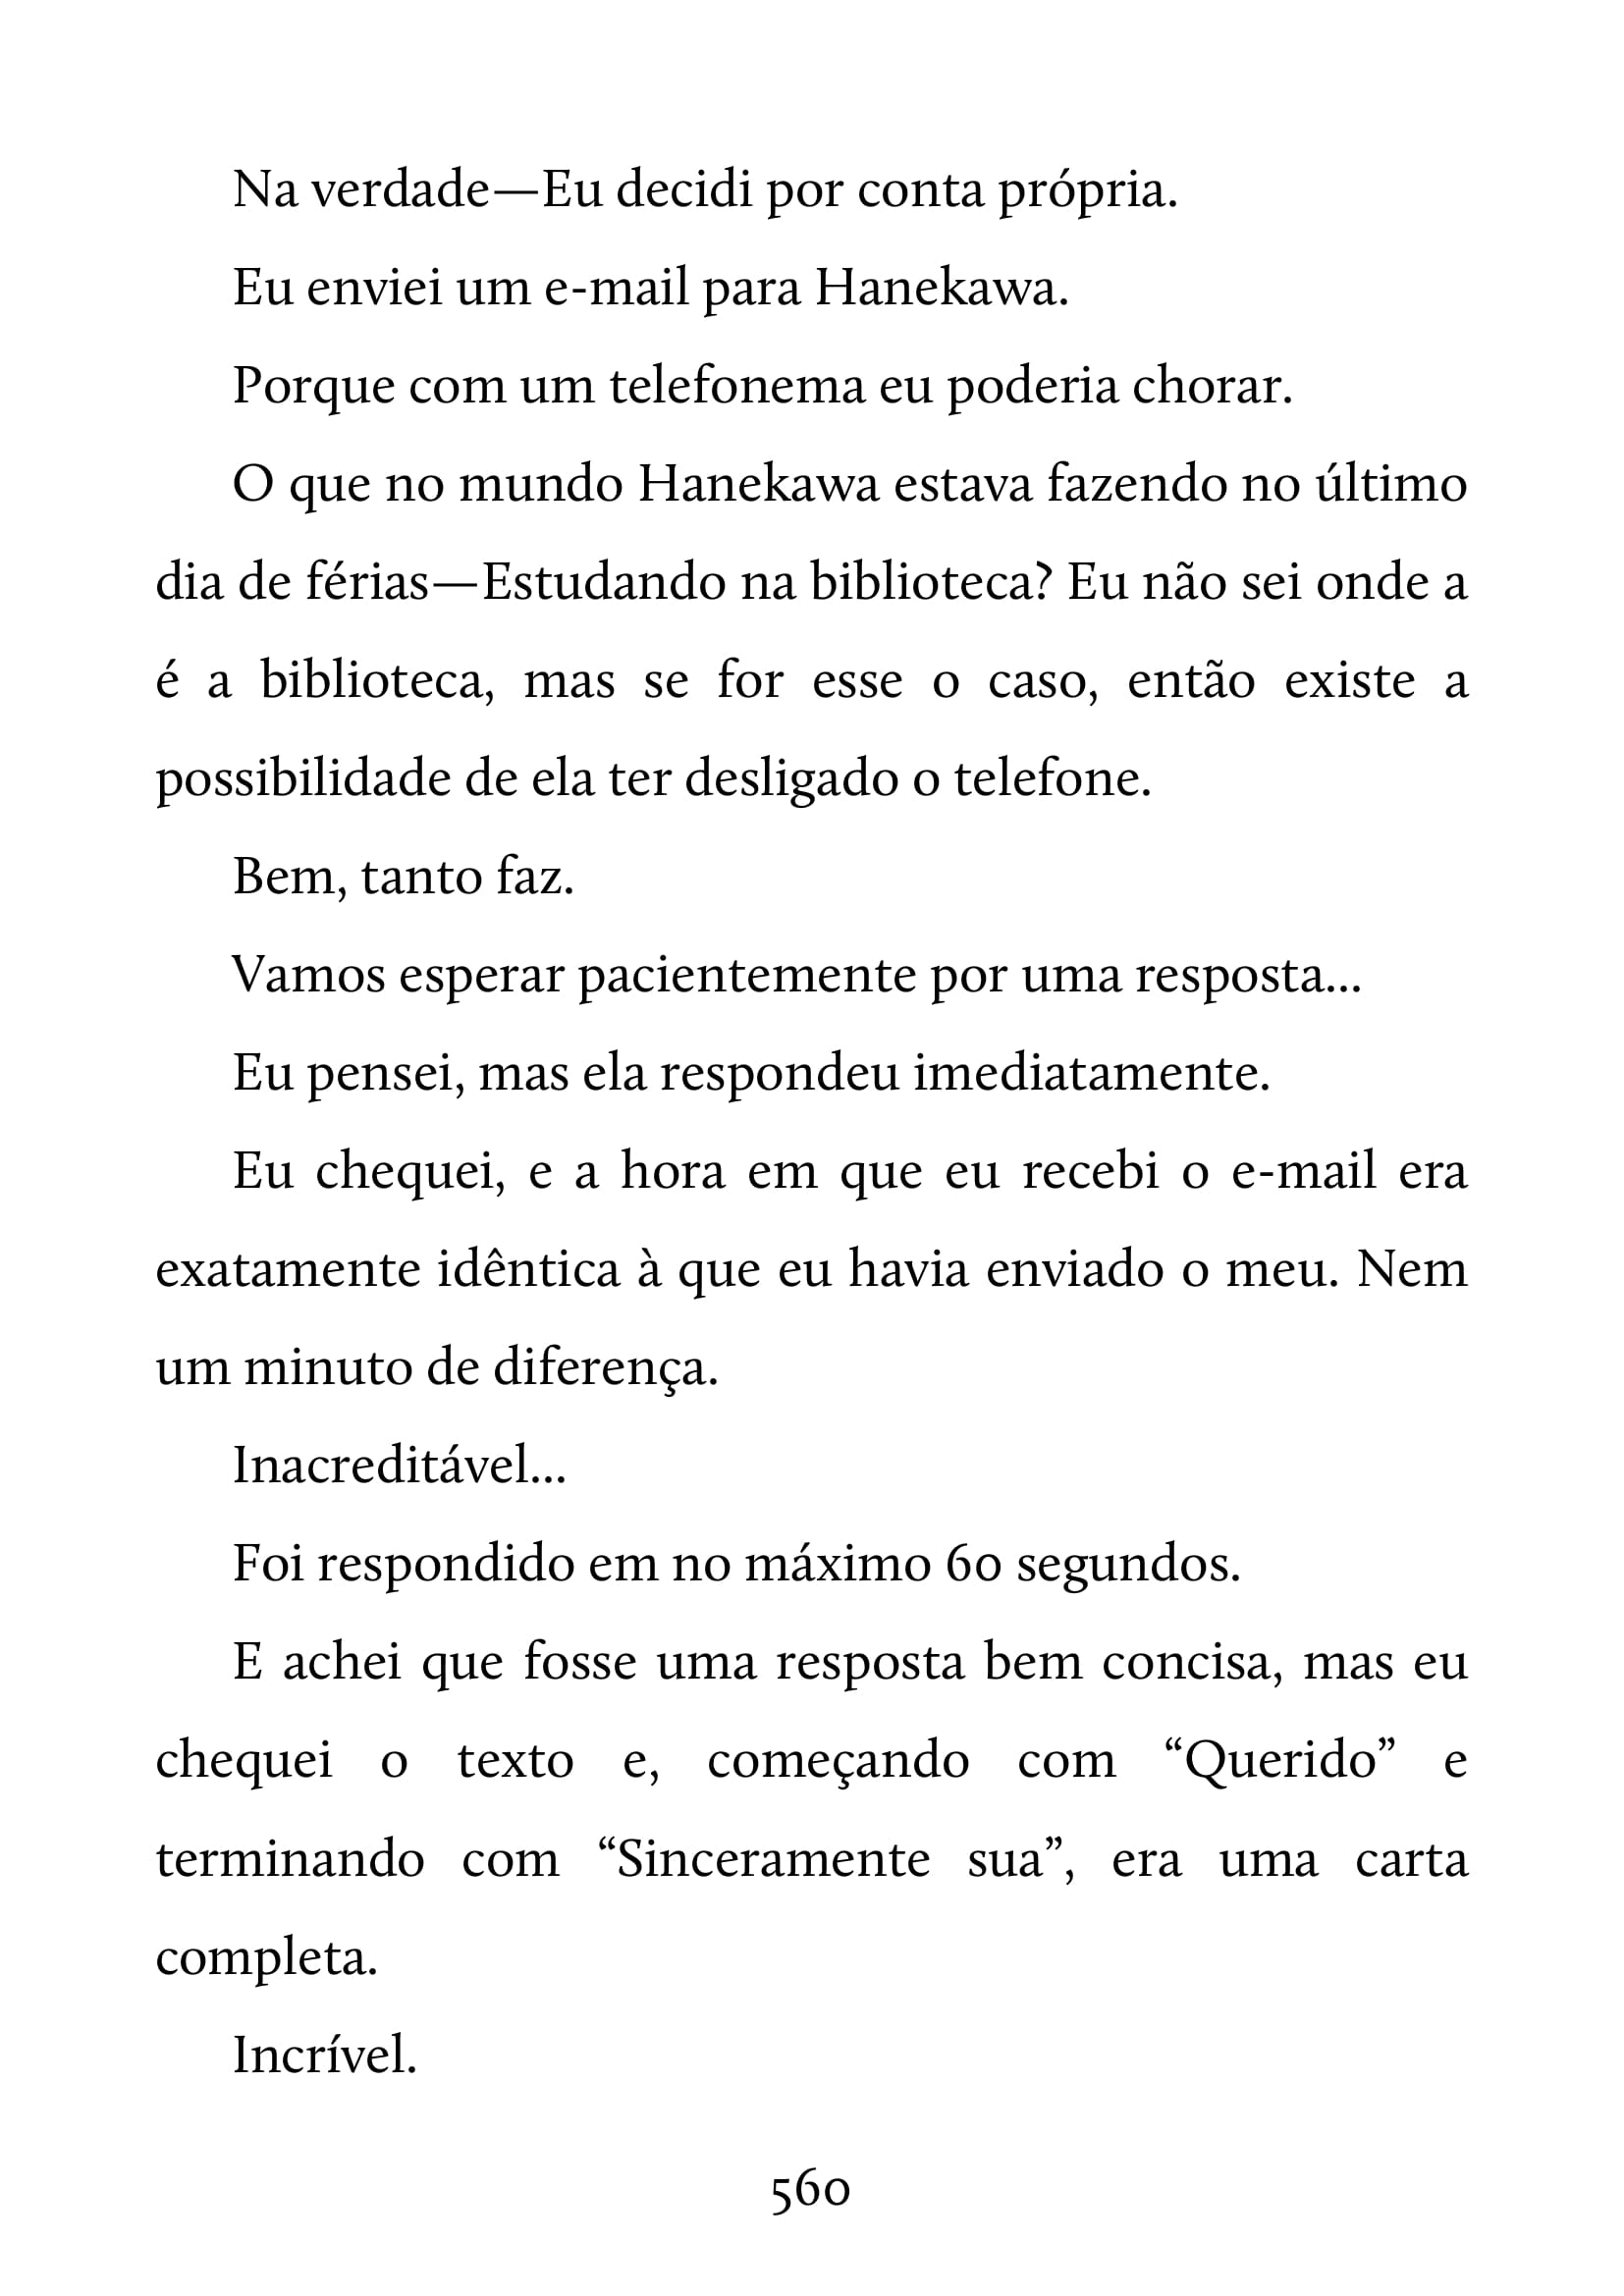 Na verdade—Eu decidi por conta própria.
Eu enviei um e-mail para Hanekawa.
Porque com um telefonema eu poderia chorar.
O que no mundo Hanekawa estava fazendo no último
dia de férias—Estudando na biblioteca? Eu não sei onde a
é a biblioteca, mas se for esse o caso, então existe a
possibilidade de ela ter desligado o telefone.
Bem, tanto faz.
Vamos esperar pacientemente por uma resposta...
Eu pensei, mas ela respondeu imediatamente.
Eu chequei, e a hora em que eu recebi o e-mail era
exatamente idêntica à que eu havia enviado o meu. Nem
um minuto de diferença.
Inacreditável...
Foi respondido em no máximo 60 segundos.
E achei que fosse uma resposta bem concisa, mas eu
chequei o texto e, começando com “Querido” e
terminando com “Sinceramente sua”, era uma carta
completa.
Incrível.
560